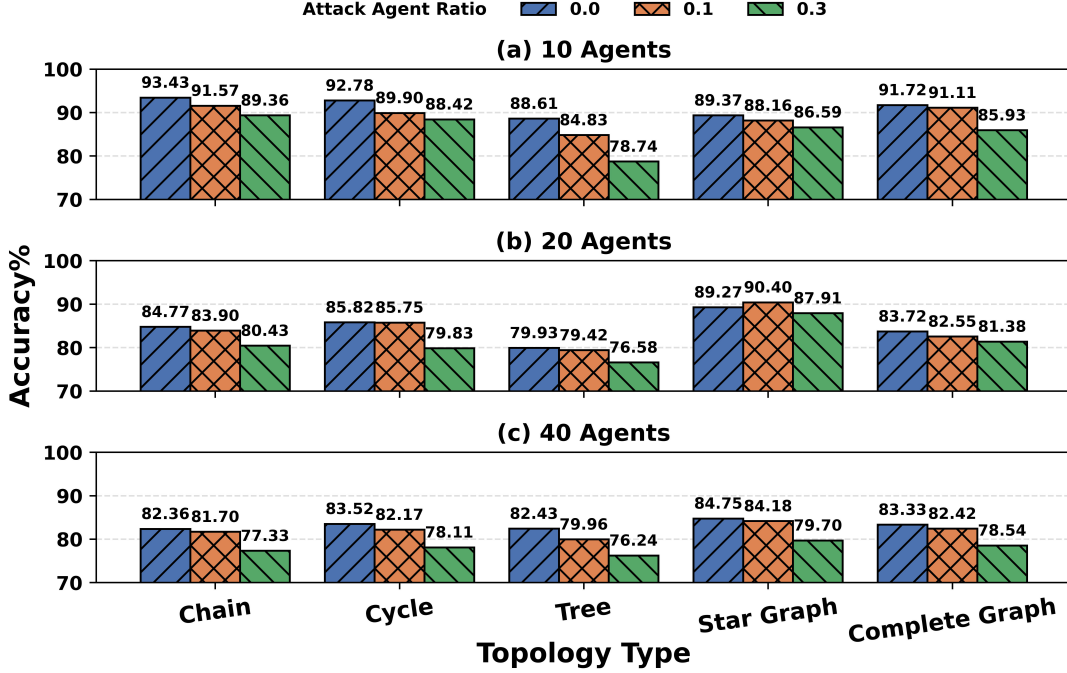 Attack Agent Ratio 0.0 0.1 0.3
(a) 10 Agents
100
90
80
70
93.43 91.57 89.36 92.78 89.90 88.42 88.61 84.83 78.74 89.37 88.16 86.59 91.72 91.11 85.93
(b) 20 Agents
100
90
80
70
84.77 83.90 80.43 85.82 85.75 79.83 79.93 79.42 76.58 89.27 90.40 87.91 83.72 82.55 81.38
Accuracy%
(c) 40 Agents
100
90
80
70
82.36 81.70 77.33 83.52 82.17 78.11 82.43 79.96 76.24 84.75 84.18 79.70 83.33 82.42 78.54
Chain Cycle Tree Star Graph Complete Graph
Topology Type